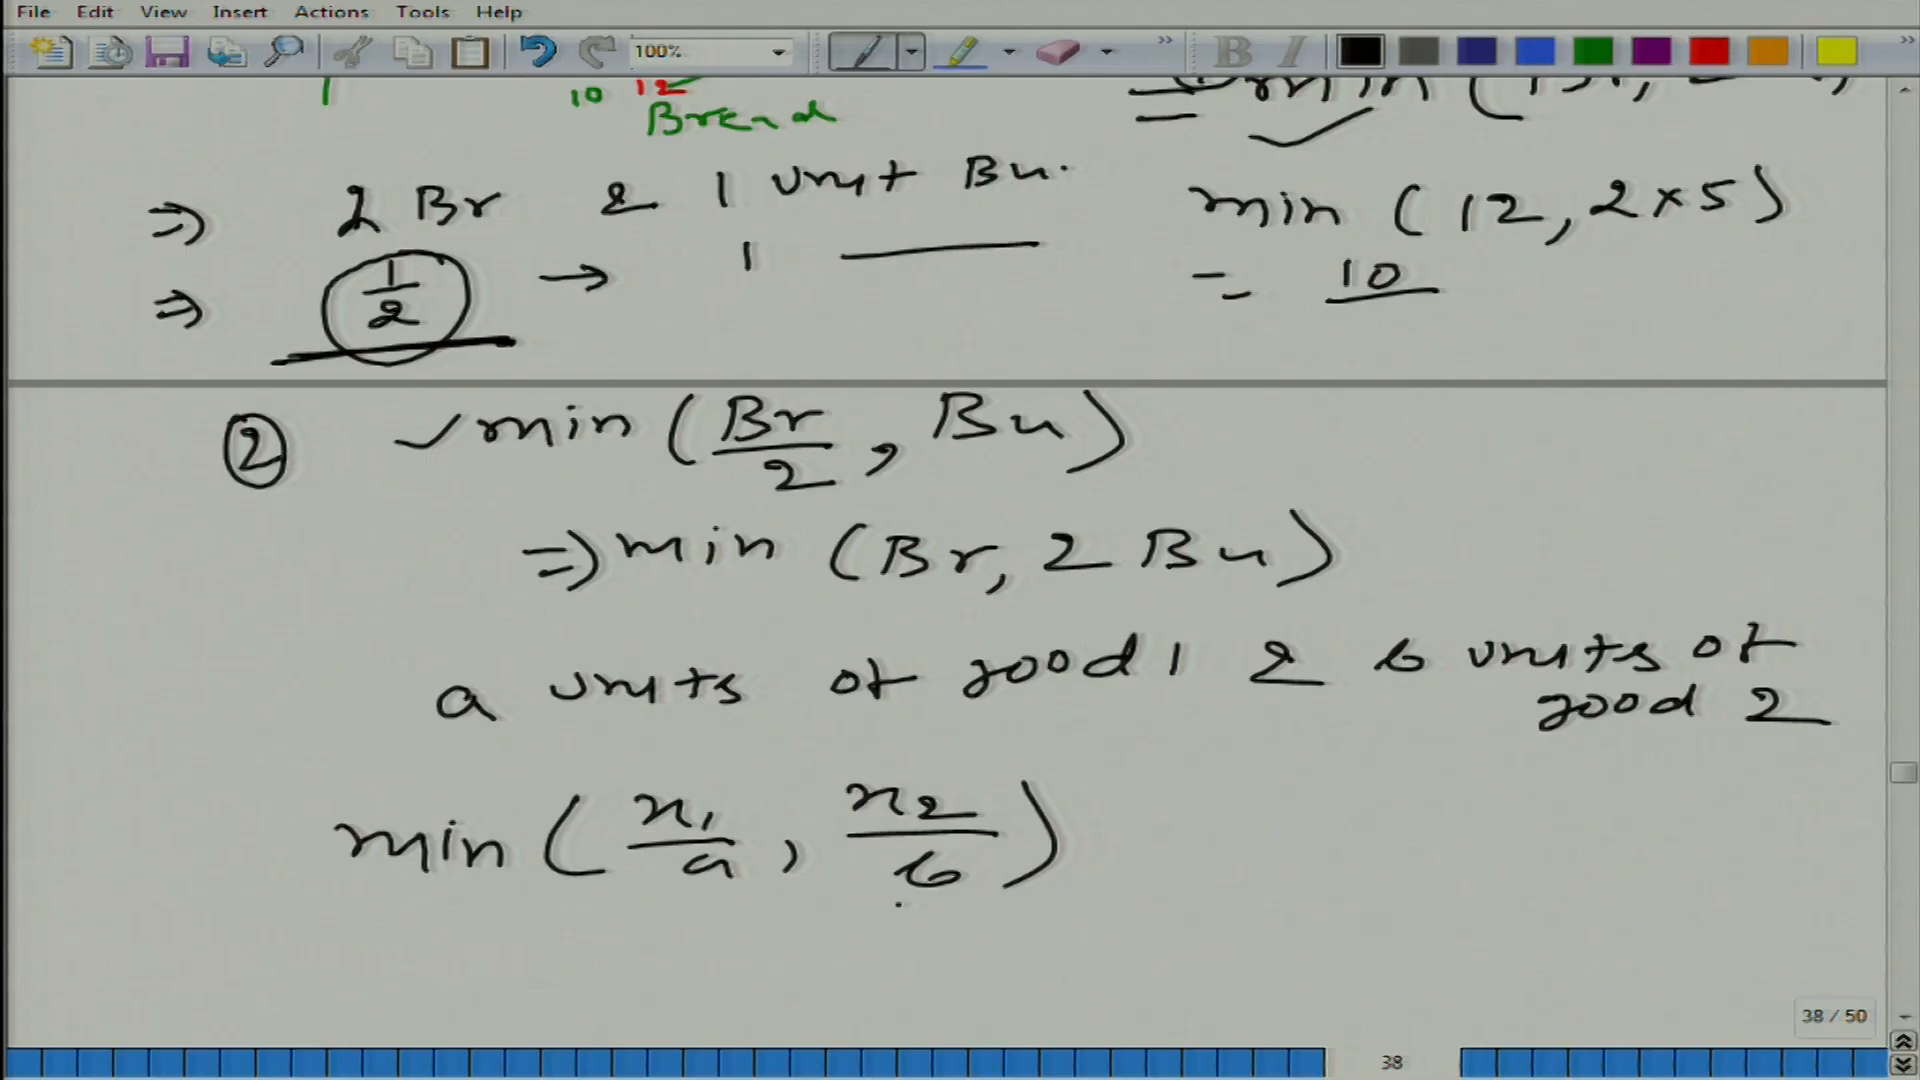 File Edit View Insert Actions Tools Help
100%
10 12
Bread
⇒ 2 Br & 1 unit Bu.
⇒ 1/2 → 1
min (12, 2×5)
= 10
② ✓min (Br/2, Bu)
⇒ min (Br, 2 Bu)
a units of good 1 & b units of
good 2
min (x1/a, x2/b)
38 / 50
38